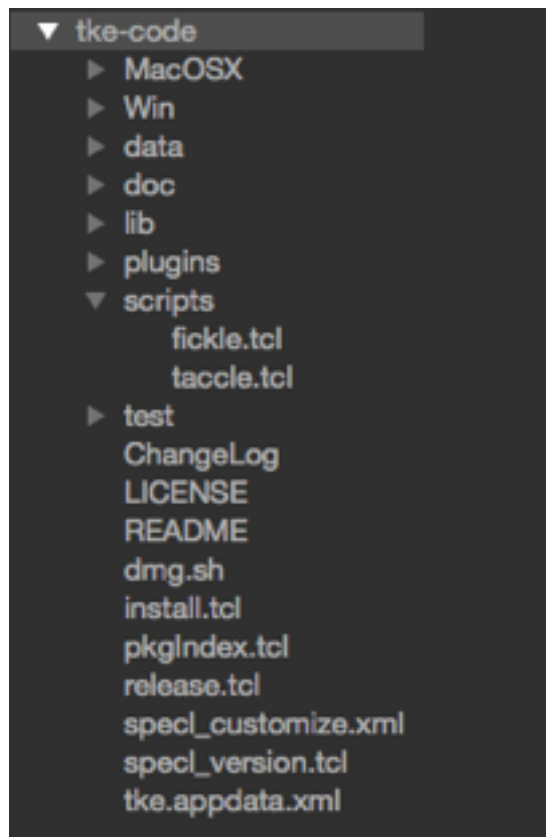 tke-code
MacOSX
Win
data
doc
lib
plugins
scripts
fickle.tcl
taccle.tcl
test
ChangeLog
LICENSE
README
dmg.sh
install.tcl
pkgIndex.tcl
release.tcl
specl_customize.xml
specl_version.tcl
tke.appdata.xml